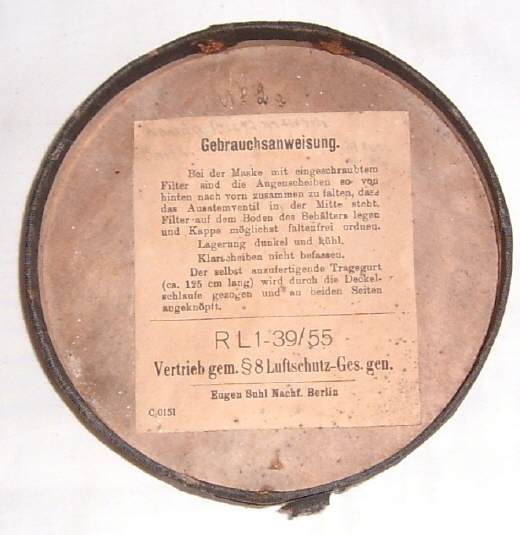 Nº 2
Gebrauchsanweisung.
Bei der Maske mit eingeschraubtem
Filter sind die Augenscheiben so von
hinten nach vorn zusammen zu falten, dass
das Ausatemventil in der Mitte steht.
Filter auf dem Boden des Behälters legen
und Kappe möglichst faltenfrei ordnen.
Lagerung dunkel und kühl.
Klarscheiben nicht befassen.
Der selbst anzufertigende Tragegurt
(ca. 125 cm lang) wird durch die Deckel-
schlaufe gezogen und an beiden Seiten
angeknöpft.
RL1-39/55
Vertrieb gem. § 8 Luftschutz-Ges. gen.
Eugen Suhl Nachf. Berlin
C/0151